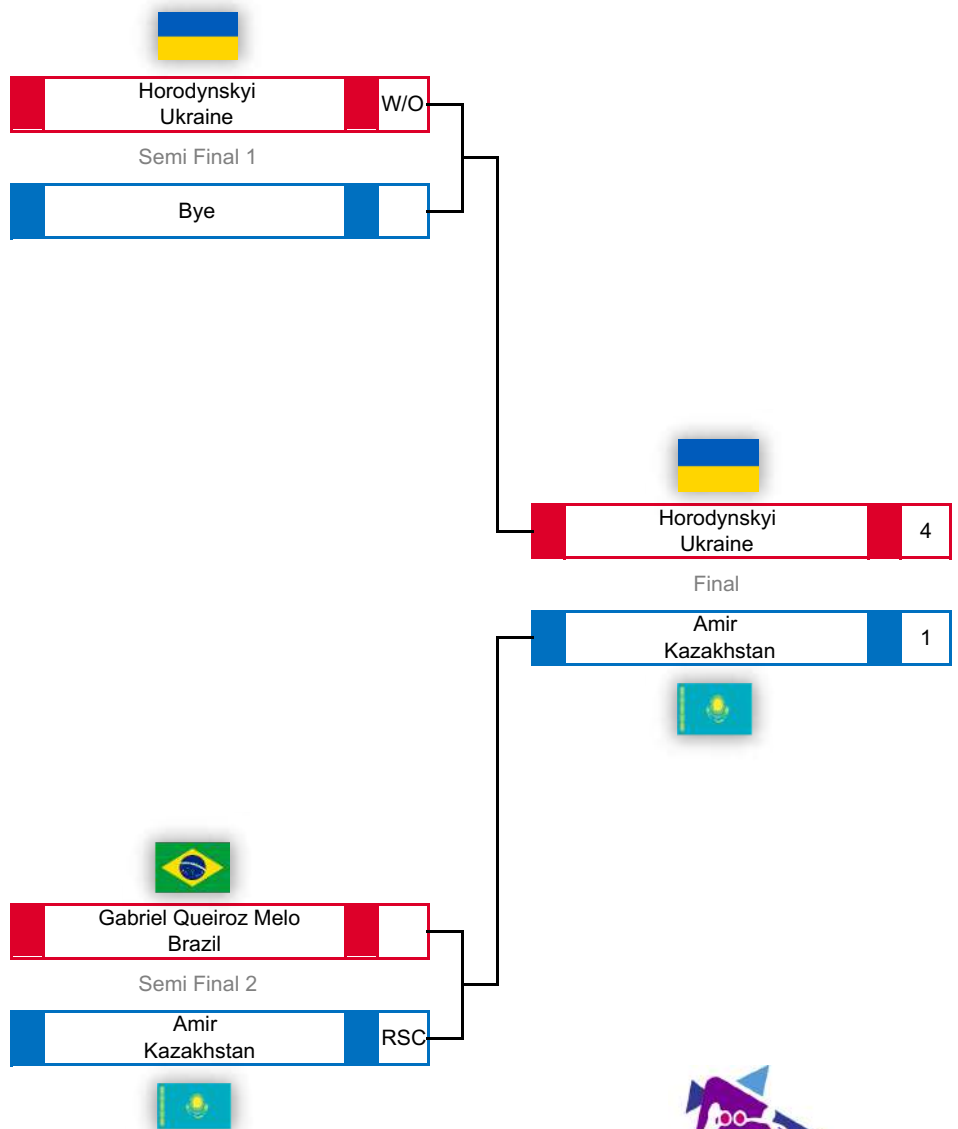 Horodynskyi
Ukraine
W/O
Semi Final 1
Bye
Horodynskyi
Ukraine
4
Final
Amir
Kazakhstan
1
Gabriel Queiroz Melo
Brazil
Semi Final 2
Amir
Kazakhstan
RSC